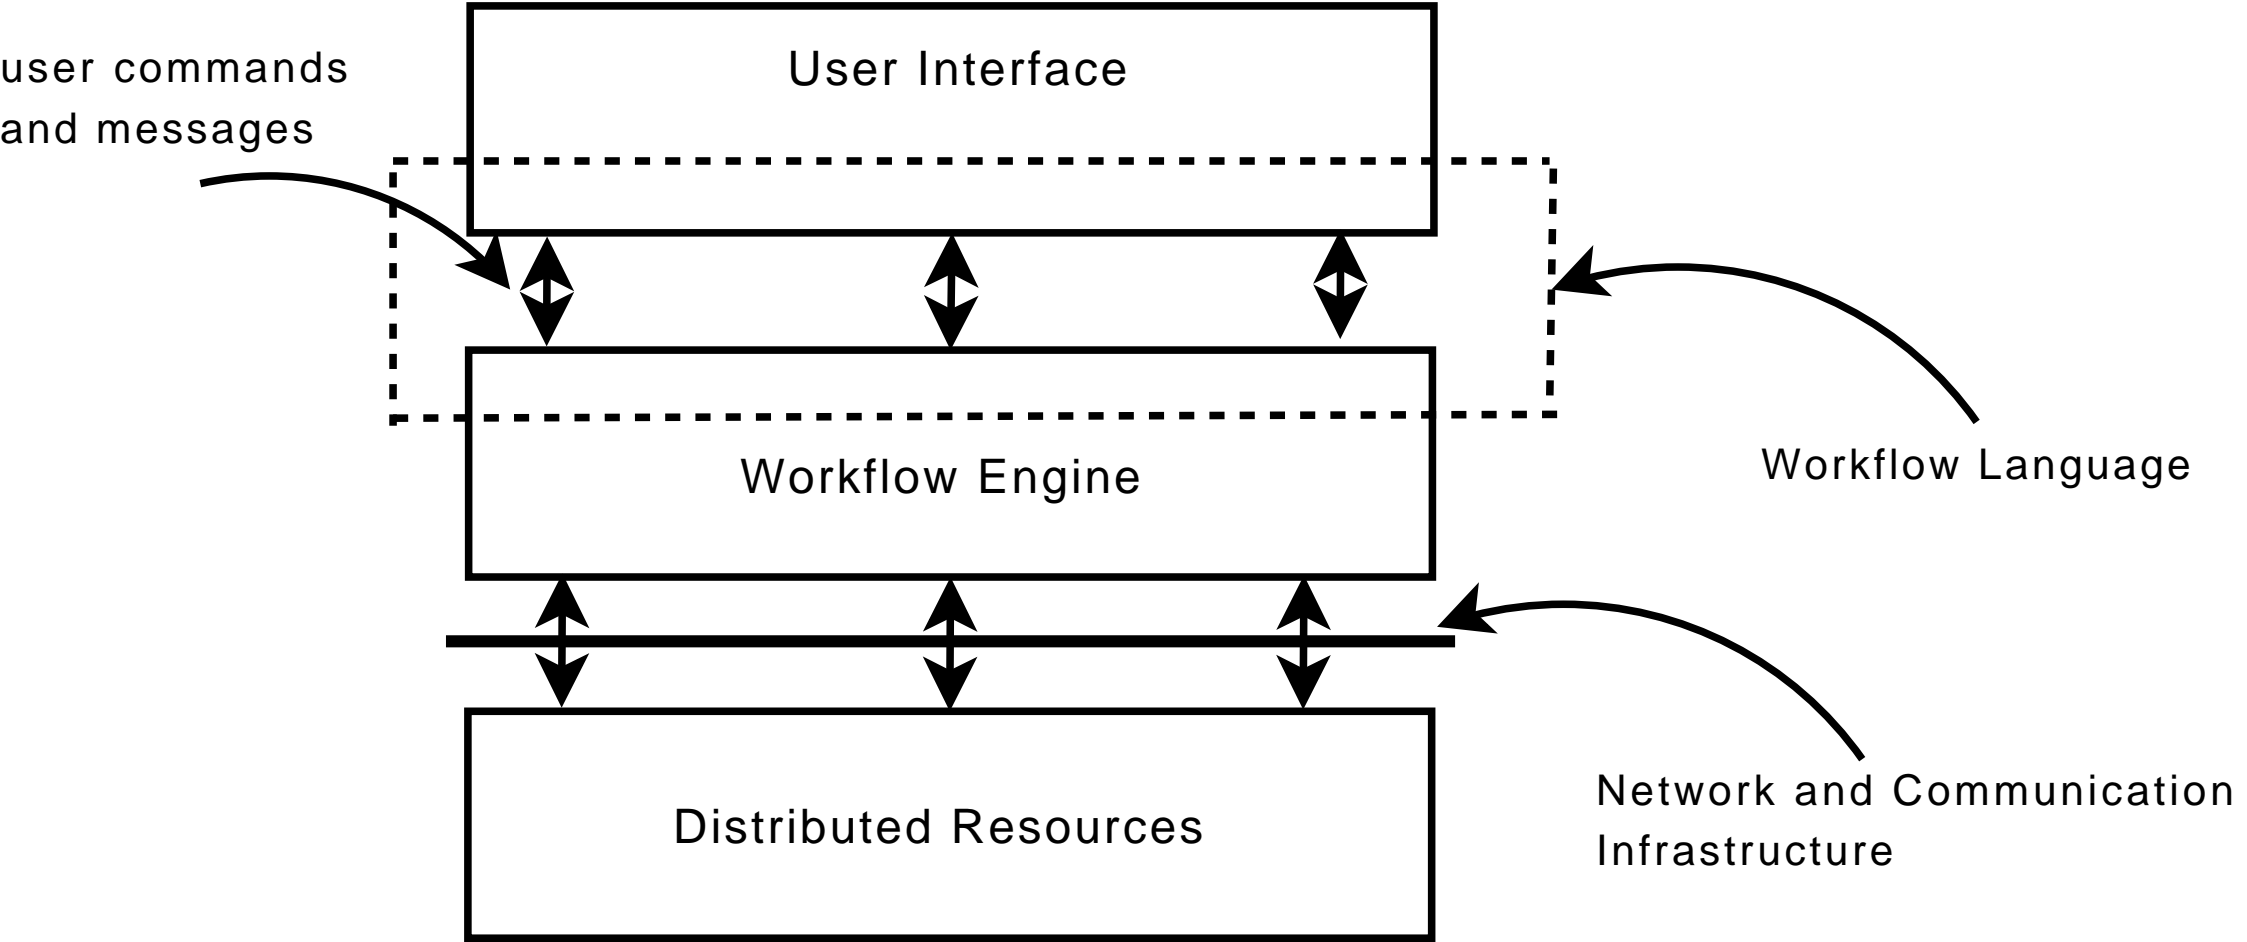 User Interface
user commands
and messages
Workflow Engine
Workflow Language
Network and Communication
Infrastructure
Distributed Resources